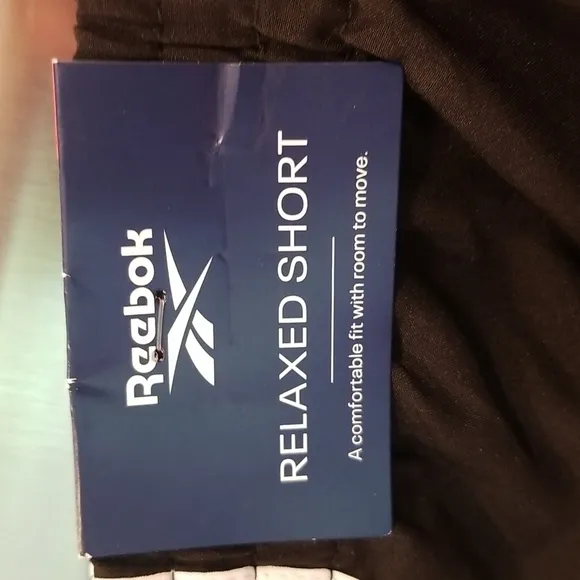 Reebok
RELAXED SHORT
A comfortable fit with room to move.